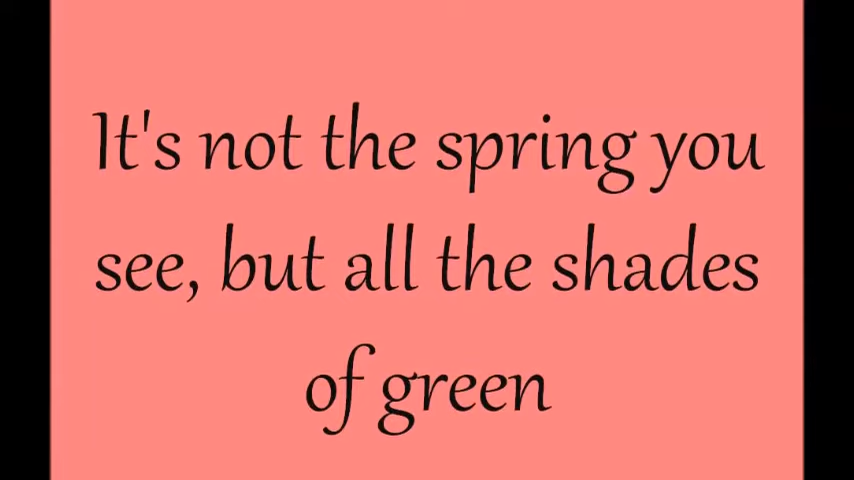 It's not the spring you
see, but all the shades
of green